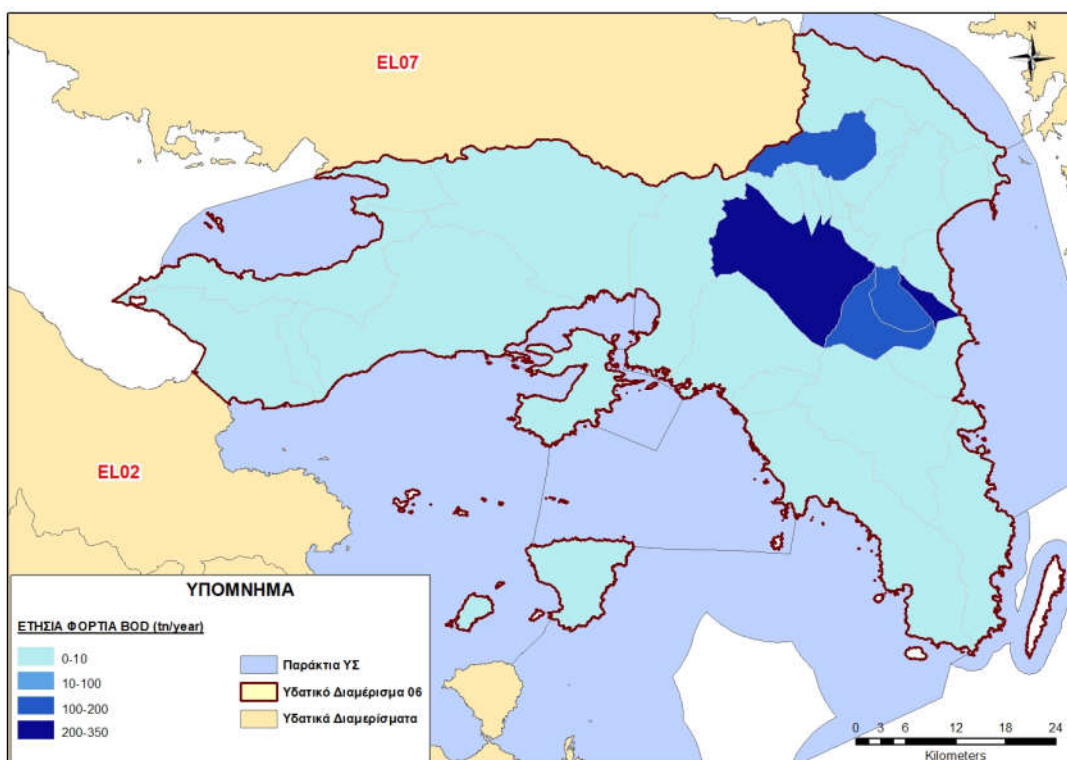 EL07
N
EL02
ΥΠΟΜΝΗΜΑ
ΕΤΗΣΙΑ ΦΟΡΤΙΑ BOD (tn/year)
0-10
10-100
100-200
200-350
Παράκτια ΥΣ
Υδατικό Διαμέρισμα 06
Υδατικά Διαμερίσματα
0 3 6 12 18 24
Kilometers